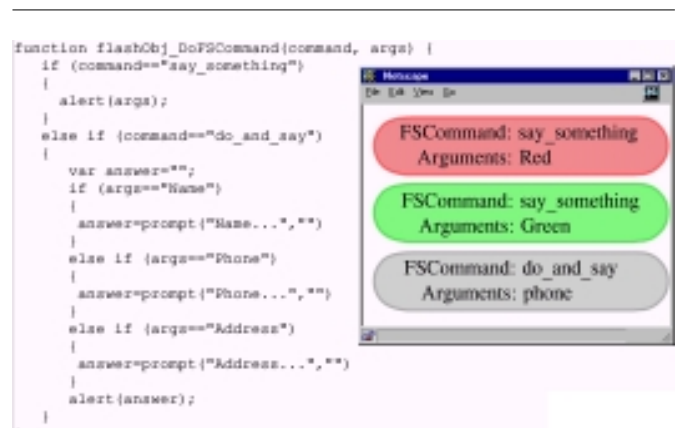 function flashObj_DoFSCommand(command, args) {
if (command=="say_something")
{
alert(args);
}
else if (command=="do_and_say")
{
var answer="";
if (args=="Name")
{
answer=prompt("Name...","")
}
else if (args=="Phone")
{
answer=prompt("Phone...","")
}
else if (args=="Address")
{
answer=prompt("Address...","")
}
alert(answer);
}
Netscape
File Edit View Go
FSCommand: say_something
Arguments: Red
FSCommand: say_something
Arguments: Green
FSCommand: do_and_say
Arguments: phone